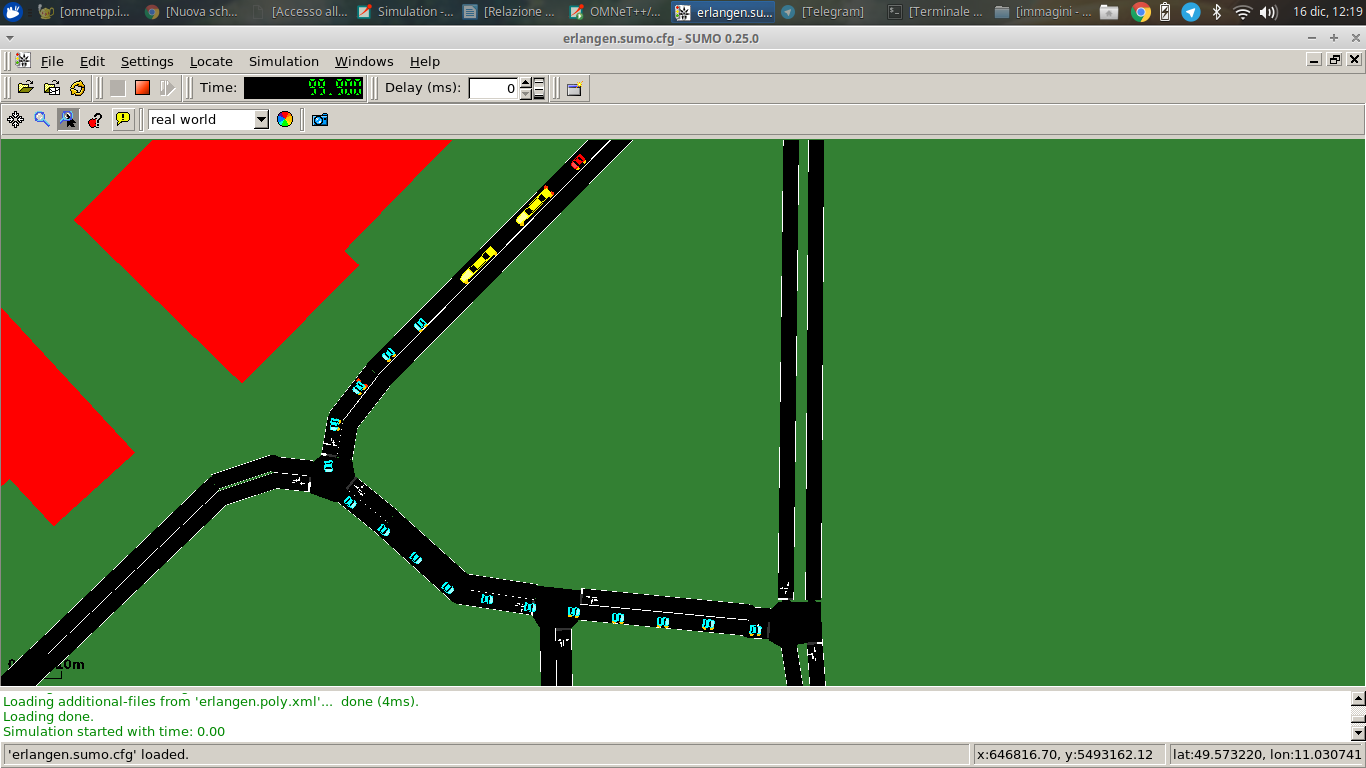 [omnetpp.i...
[Nuova sch...
[Accesso all...
Simulation -...
[Relazione ...
OMNeT++/...
erlangen.su...
[Telegram]
[Terminale ...
[immagini - ...
16 dic, 12:19
erlangen.sumo.cfg - SUMO 0.25.0
File Edit Settings Locate Simulation Windows Help
Time: 99.900 Delay (ms): 0
real world
Loading additional-files from 'erlangen.poly.xml'... done (4ms).
Loading done.
Simulation started with time: 0.00
'erlangen.sumo.cfg' loaded.
x:646816.70, y:5493162.12
lat:49.573220, lon:11.030741